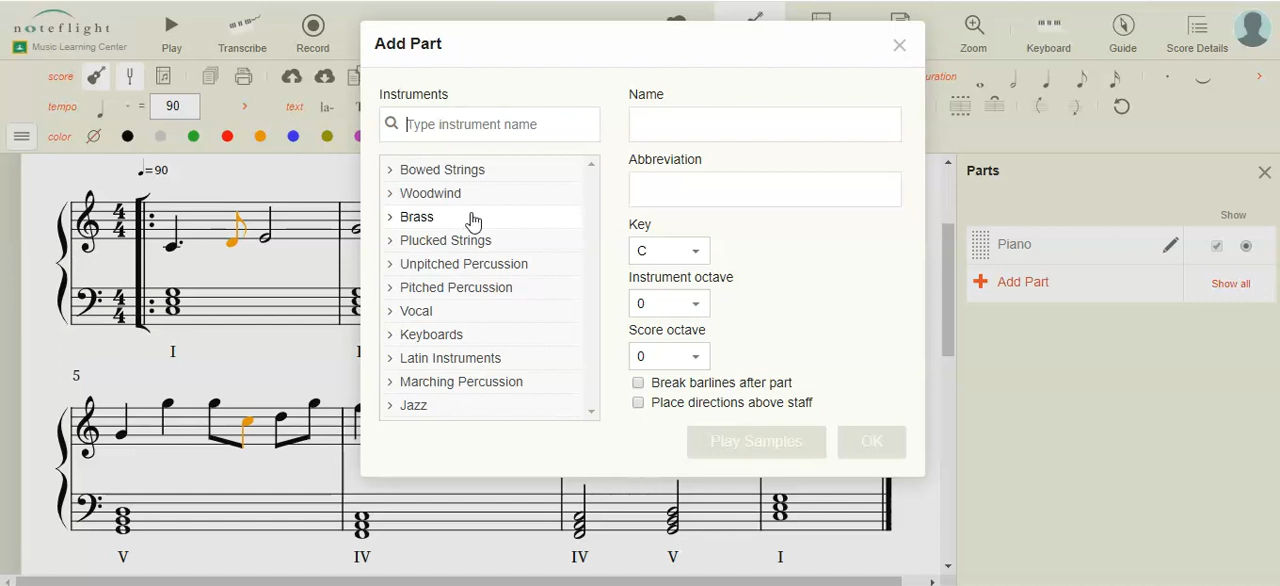 noteflight
Music Learning Center
Play
Transcribe
Record
Zoom
Keyboard
Guide
Score Details
score
tempo
- = 90
text
la-
color
uration
♩=90
I
5
V
IV
IV
V
I
Add Part
Instruments
Type instrument name
Bowed Strings
Woodwind
Brass
Plucked Strings
Unpitched Percussion
Pitched Percussion
Vocal
Keyboards
Latin Instruments
Marching Percussion
Jazz
Name
Abbreviation
Key
C
Instrument octave
0
Score octave
0
Break barlines after part
Place directions above staff
Play Samples
OK
Parts
Show
Piano
Add Part
Show all